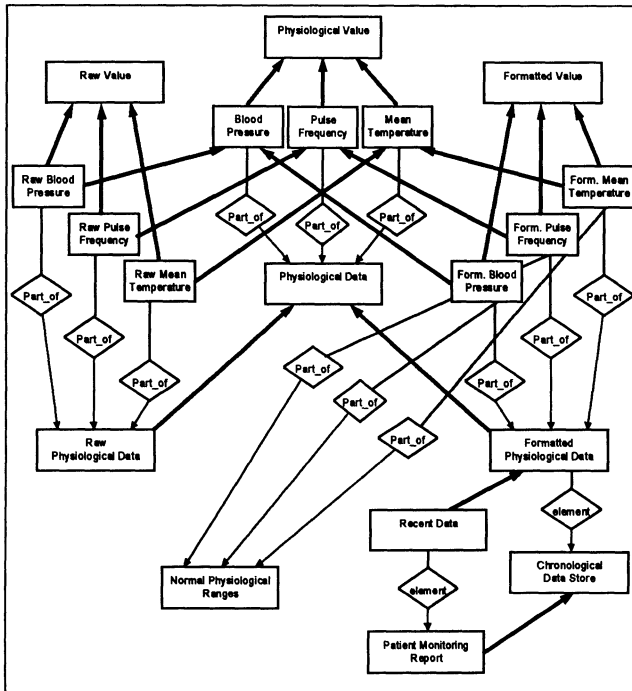 Physiological Value
Raw Value
Formatted Value
Blood
Pressure
Pulse
Frequency
Mean
Temperature
Raw Blood
Pressure
Form. Mean
Temperature
Raw Pulse
Frequency
Part_of
Part_of
Part_of
Form. Pulse
Frequency
Raw Mean
Temperature
Physiological Data
Form. Blood
Pressure
Part_of
Part_of
Part_of
Part_of
Part_of
Part_of
Part_of
Part_of
Part_of
Raw
Physiological Data
Formatted
Physiological Data
Recent Data
element
Normal Physiological
Ranges
element
Chronological
Data Store
Patient Monitoring
Report